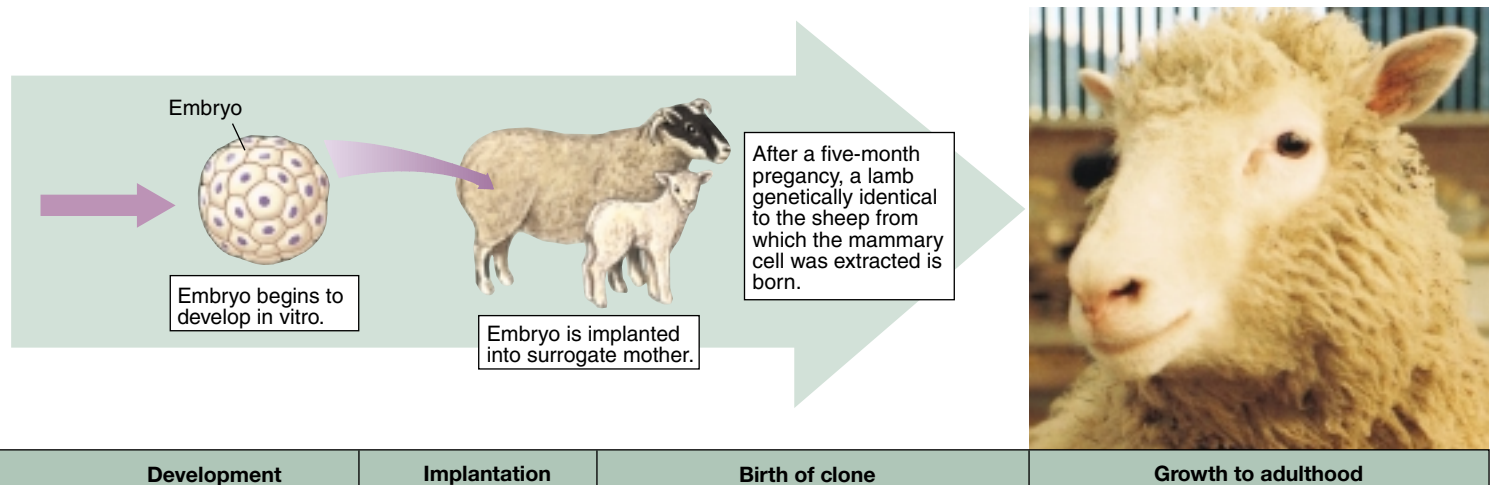 Embryo
Embryo begins to
develop in vitro.
Embryo is implanted
into surrogate mother.
After a five-month
pregancy, a lamb
genetically identical
to the sheep from
which the mammary
cell was extracted is
born.
Development
Implantation
Birth of clone
Growth to adulthood